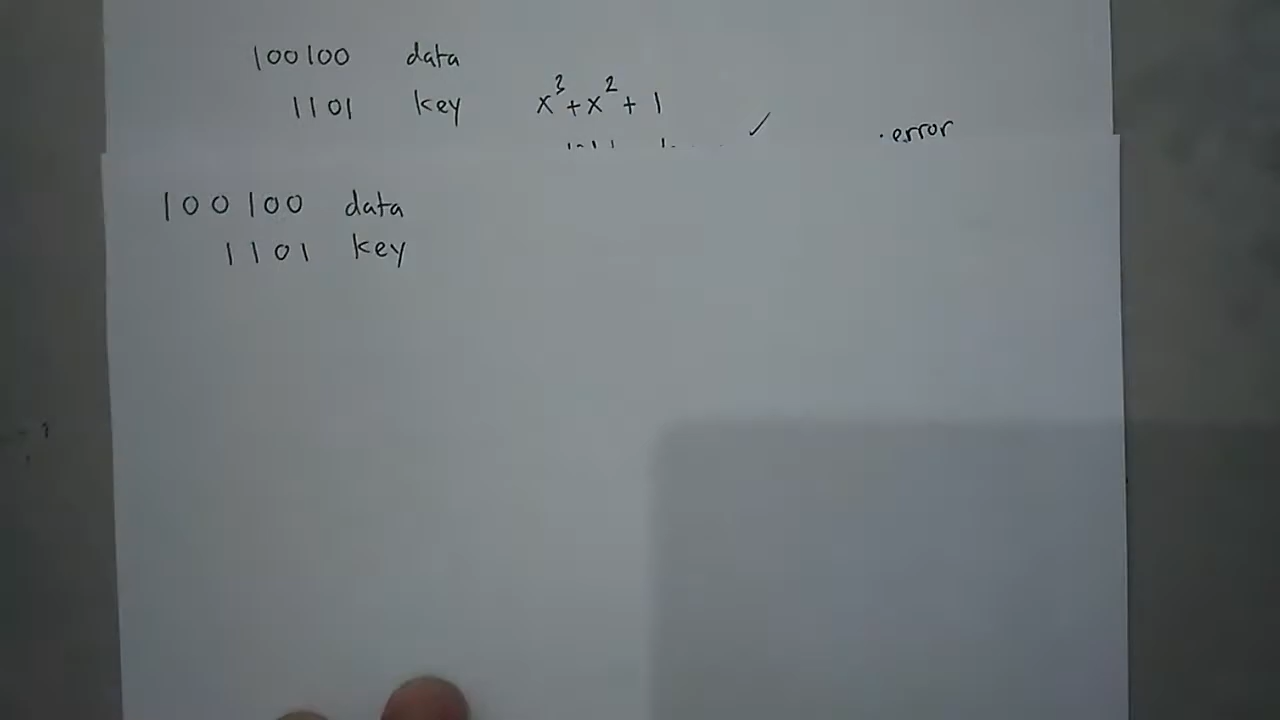 100100 data
1101 key x³+x²+1
✓ .error
100100 data
1101 key